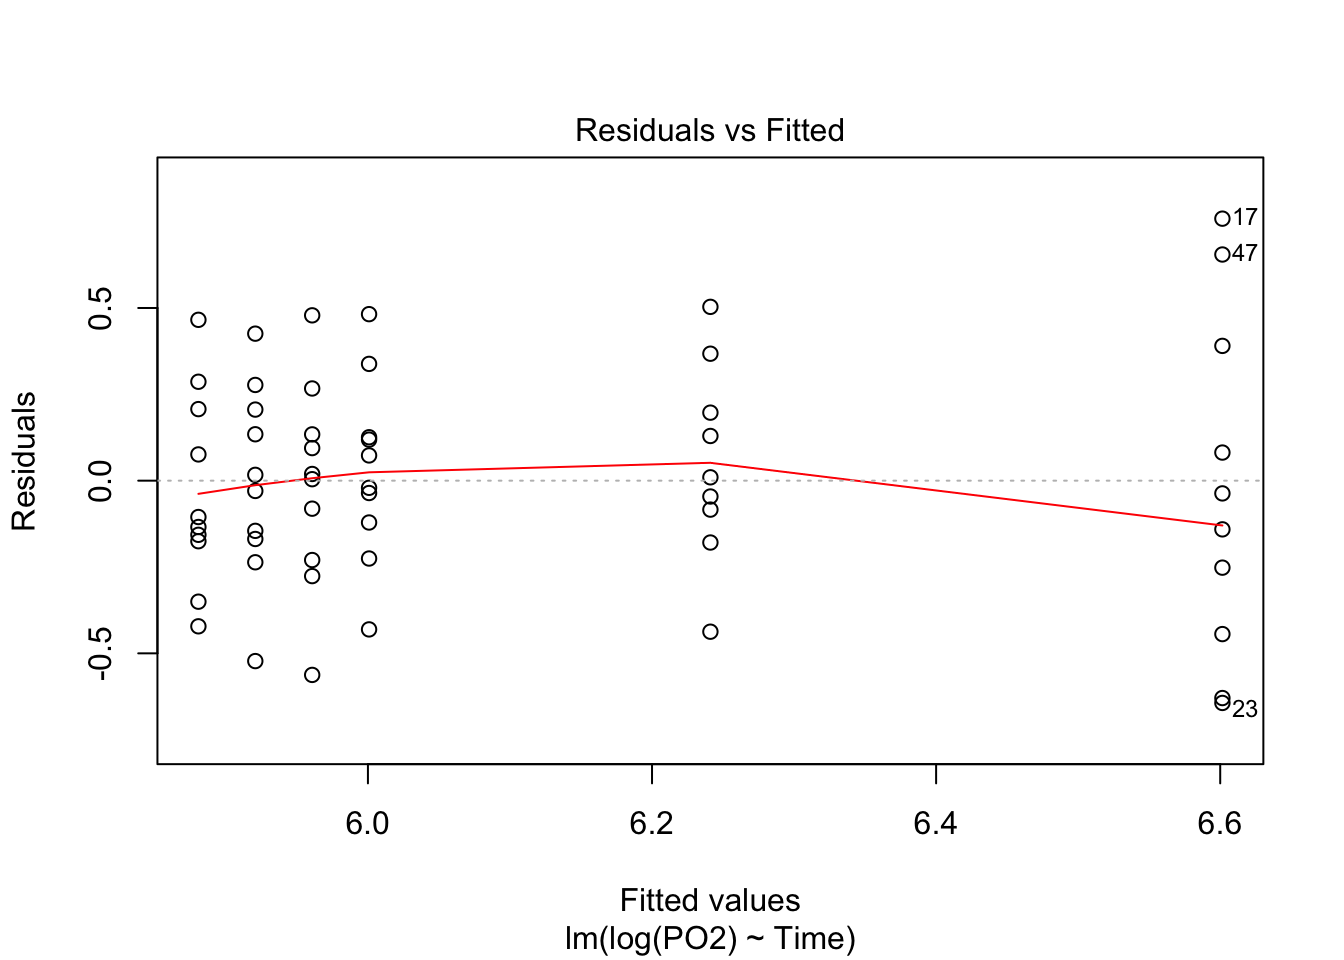 Residuals vs Fitted
17
47
23
0.5
0.0
-0.5
Residuals
6.0 6.2 6.4 6.6
Fitted values
lm(log(PO2) ~ Time)